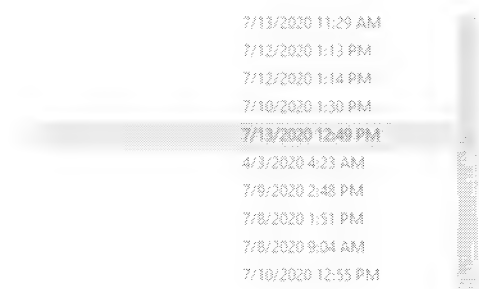 7/13/2020 11:29 AM
7/12/2020 1:13 PM
7/12/2020 1:14 PM
7/10/2020 1:30 PM
7/13/2020 12:49 PM
4/3/2020 4:23 AM
7/9/2020 2:48 PM
7/8/2020 1:51 PM
7/8/2020 9:04 AM
7/10/2020 12:55 PM